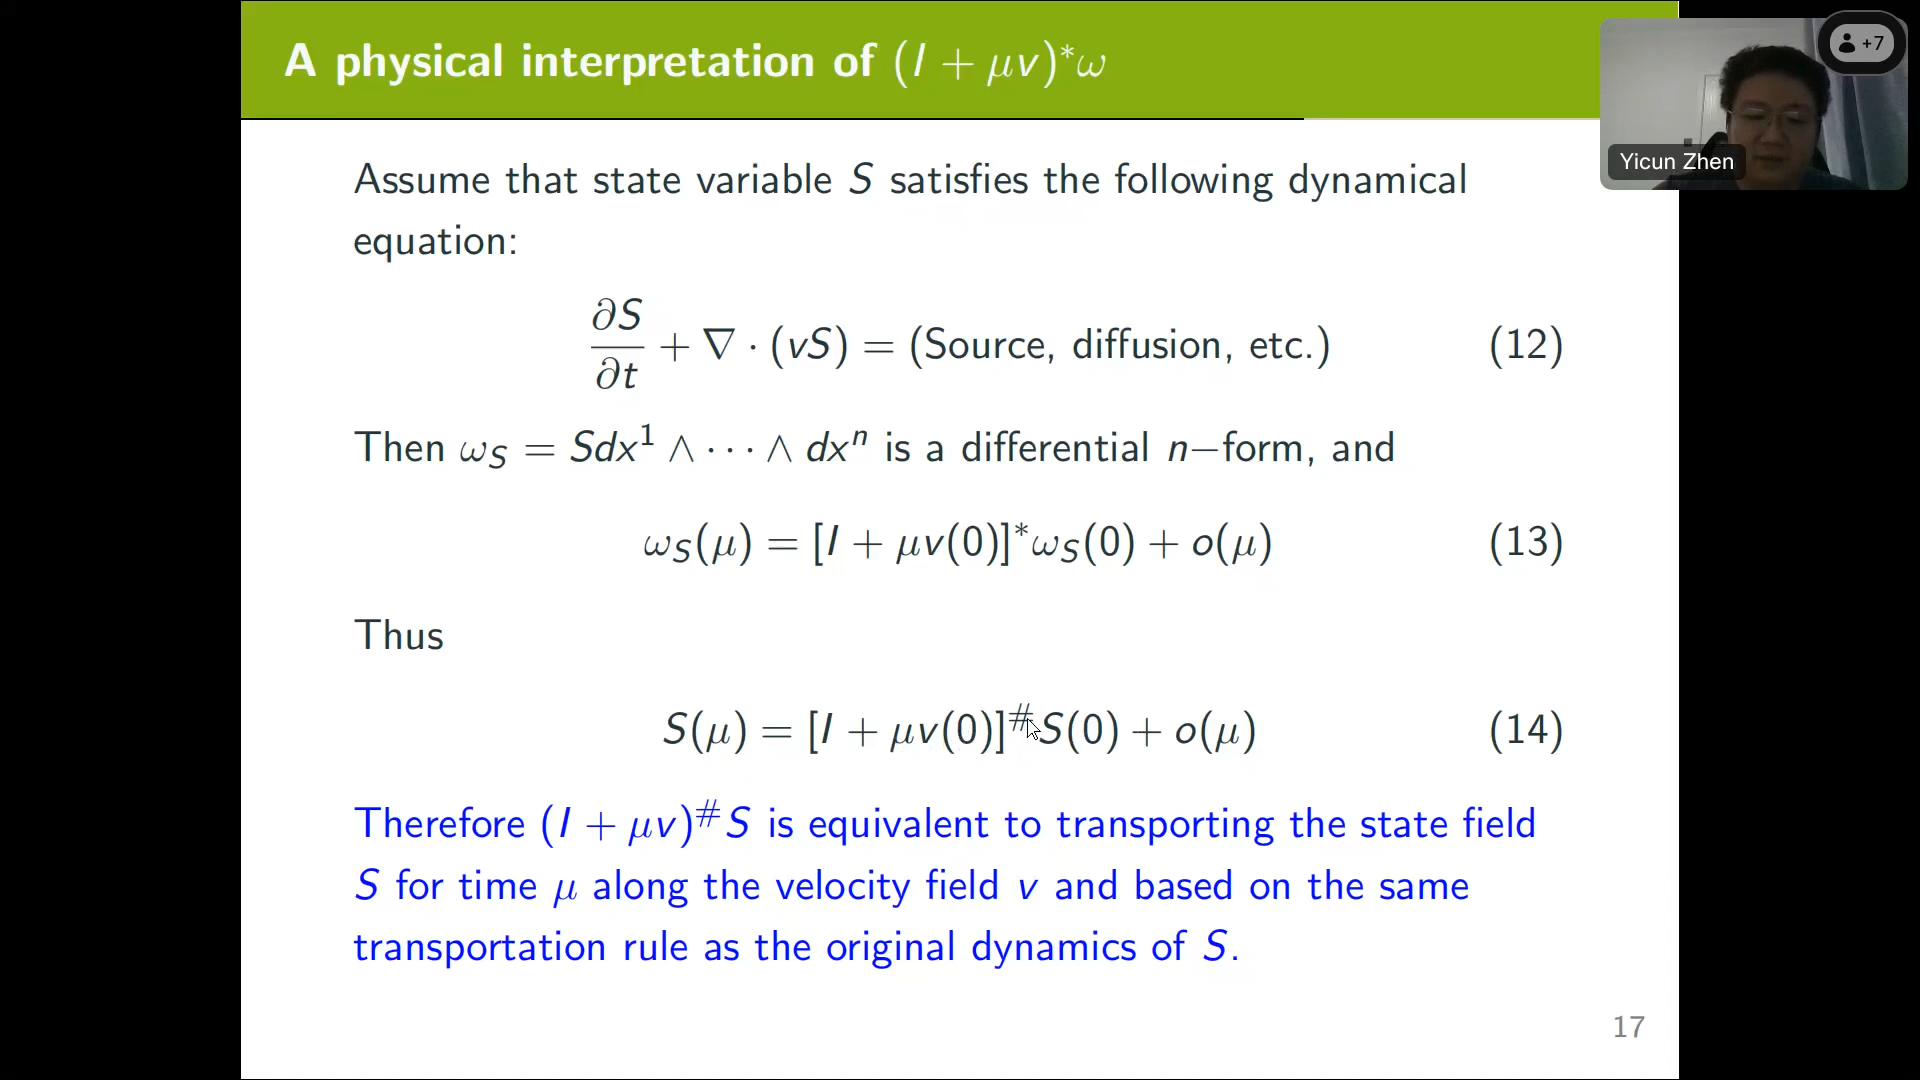 A physical interpretation of (I + μv)*ω
+7
Yicun Zhen
Assume that state variable S satisfies the following dynamical
equation:
∂S/∂t + ∇ · (vS) = (Source, diffusion, etc.) (12)
Then ω_S = Sdx¹ ∧ ··· ∧ dxⁿ is a differential n−form, and
ω_S(μ) = [I + μv(0)]*ω_S(0) + o(μ) (13)
Thus
S(μ) = [I + μv(0)]^#S(0) + o(μ) (14)
Therefore (I + μv)^#S is equivalent to transporting the state field
S for time μ along the velocity field v and based on the same
transportation rule as the original dynamics of S.
17